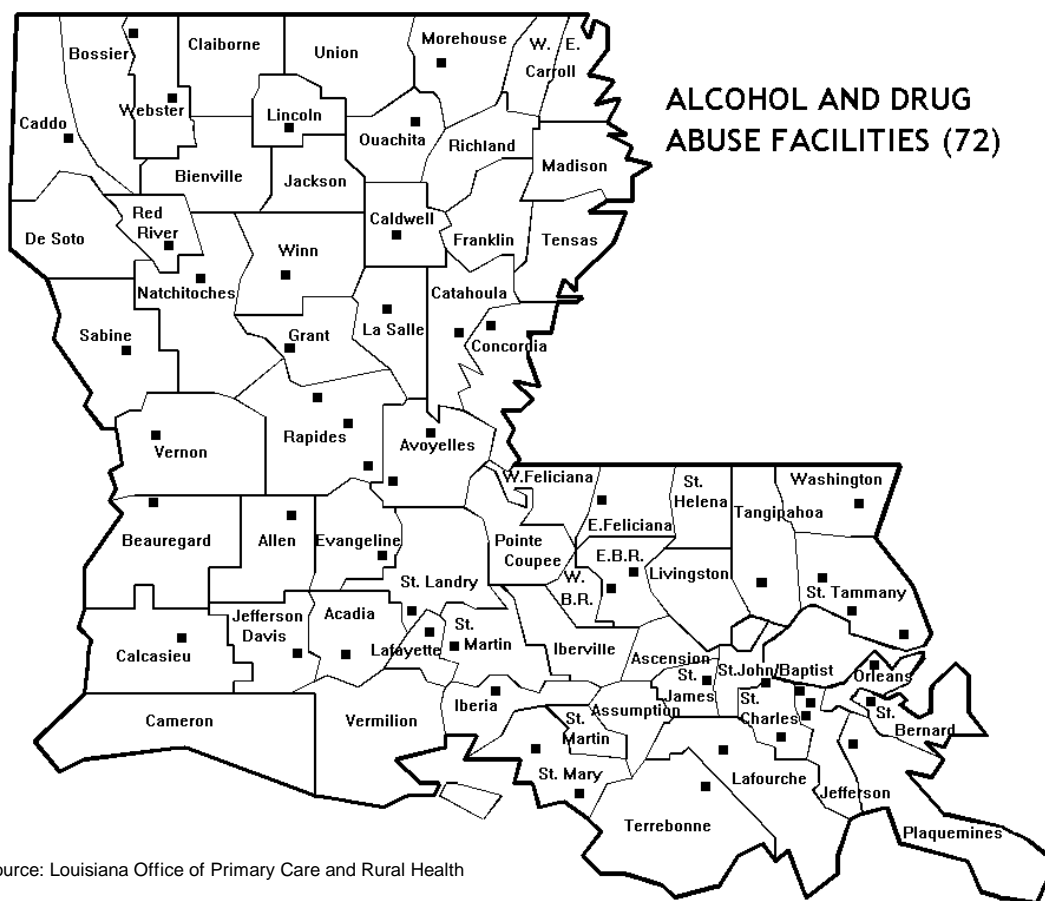 ALCOHOL AND DRUG
ABUSE FACILITIES (72)
Bossier
Claiborne
Union
Morehouse
W.
E.
Carroll
Caddo
Webster
Lincoln
Ouachita
Richland
Madison
Bienville
Jackson
De Soto
Red
River
Caldwell
Franklin
Tensas
Winn
Natchitoches
Catahoula
Sabine
Grant
La Salle
Concordia
Vernon
Rapides
Avoyelles
W.Feliciana
St.
Helena
Washington
E.Feliciana
Tangipahoa
Beauregard
Allen
Evangeline
Pointe
Coupee
E.B.R.
W.
B.R.
Livingston
St. Landry
St. Tammany
Jefferson
Davis
Acadia
Lafayette
St.
Martin
Iberville
Ascension
St.John/Baptist
Calcasieu
St.
James
Orleans
Cameron
Vermilion
Iberia
Assumption
St.
Charles
St.
Bernard
St.
Martin
St. Mary
Lafourche
Jefferson
Terrebonne
Plaquemines
ource: Louisiana Office of Primary Care and Rural Health